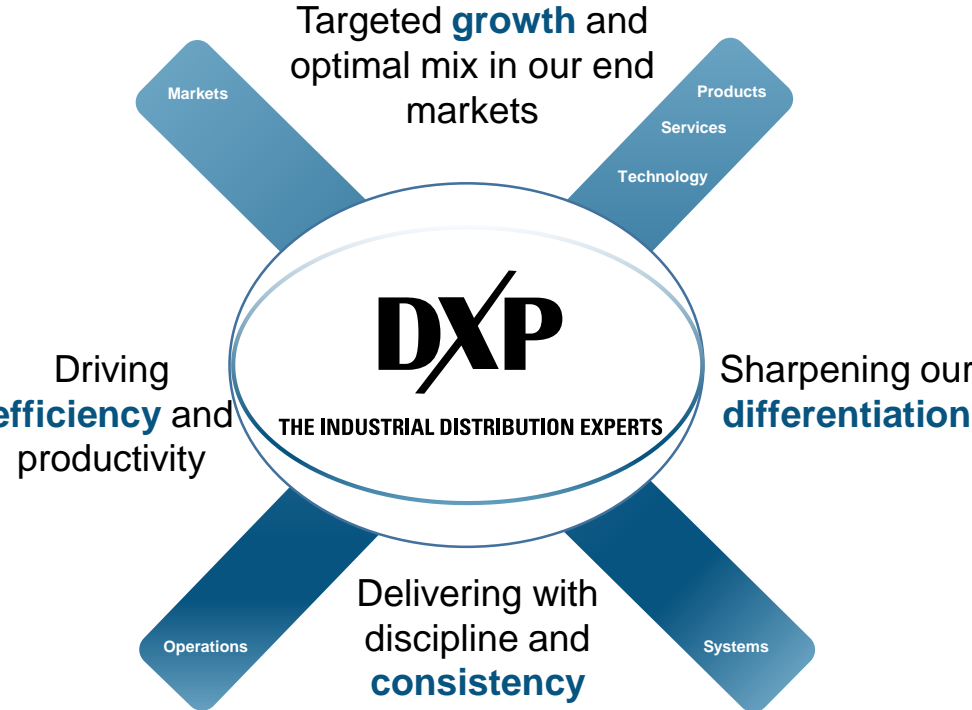 Targeted growth and
optimal mix in our end
markets
Markets
Products
Services
Technology
DXP
THE INDUSTRIAL DISTRIBUTION EXPERTS
Driving
efficiency and
productivity
Sharpening our
differentiation
Operations
Delivering with
discipline and
consistency
Systems